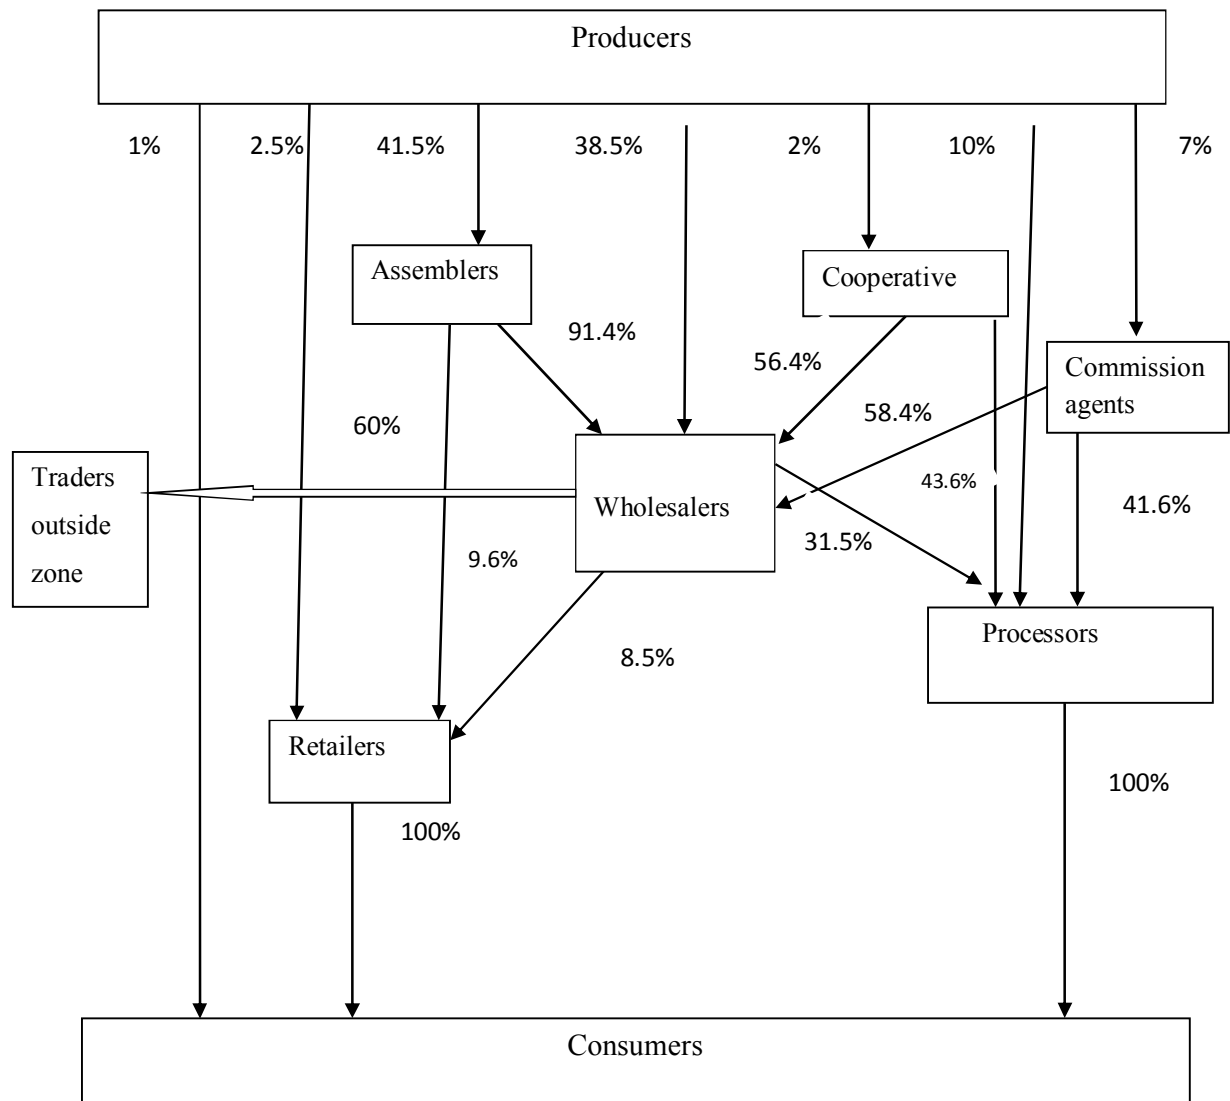 Producers
1%
2.5%
41.5%
38.5%
2%
10%
7%
Assemblers
Cooperative
91.4%
56.4%
Commission
agents
60%
58.4%
Traders
outside
zone
Wholesalers
43.6%
41.6%
31.5%
9.6%
8.5%
Processors
Retailers
100%
100%
Consumers